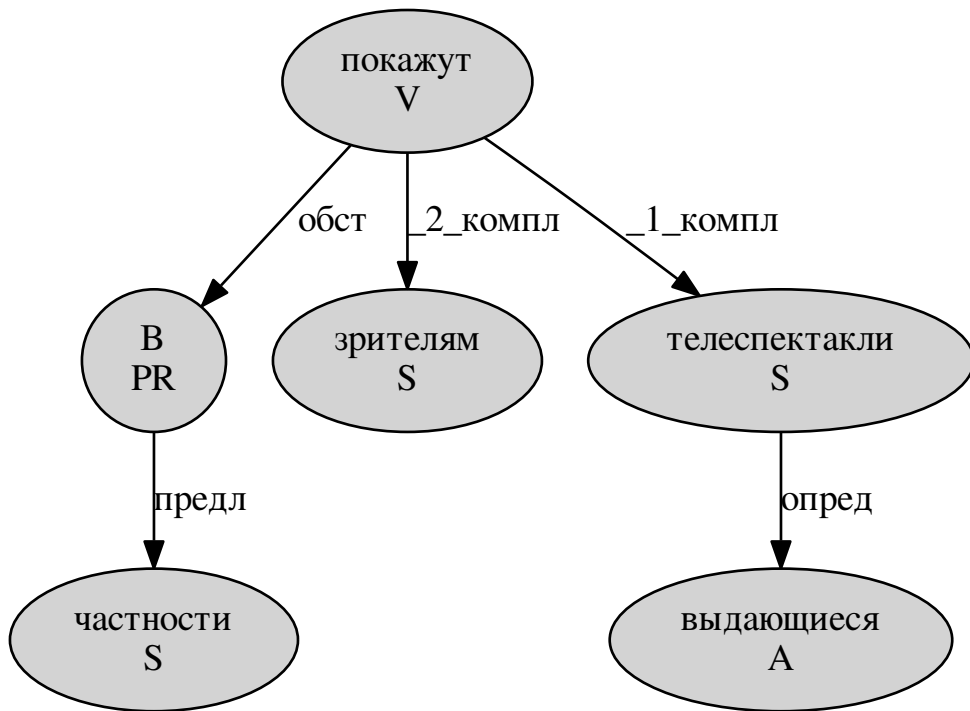 покажут
V
обст
_2_компл
_1_компл
В
PR
зрителям
S
телеспектакли
S
предл
опред
частности
S
выдающиеся
A